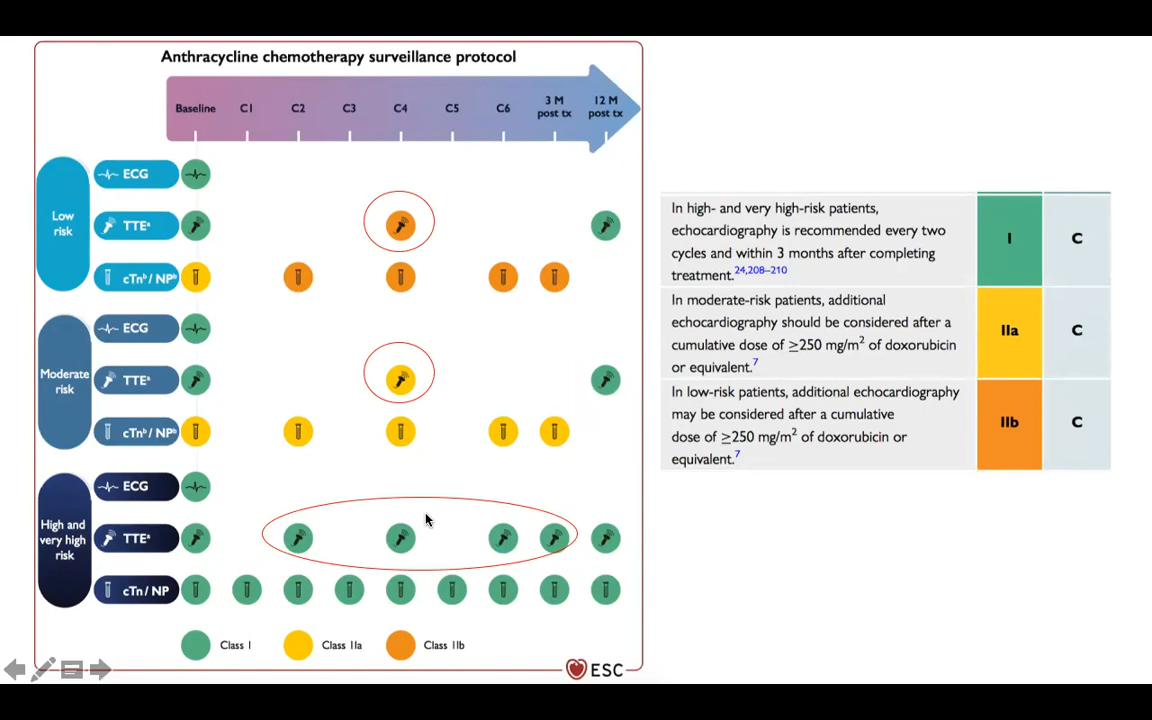 Anthracycline chemotherapy surveillance protocol
Baseline C1 C2 C3 C4 C5 C6 3 M post tx 12 M post tx
Low risk
ECG
TTEᵃ
cTnᵇ/ NPᵇ
Moderate risk
ECG
TTEᵃ
cTnᵇ/ NPᵇ
High and very high risk
ECG
TTEᵃ
cTn/ NP
Class I Class IIa Class IIb
ESC
In high- and very high-risk patients,
echocardiography is recommended every two
cycles and within 3 months after completing
treatment.²⁴,²⁰⁸⁻²¹⁰
I C
In moderate-risk patients, additional
echocardiography should be considered after a
cumulative dose of ≥250 mg/m² of doxorubicin
or equivalent.⁷
IIa C
In low-risk patients, additional echocardiography
may be considered after a cumulative
dose of ≥250 mg/m² of doxorubicin or
equivalent.⁷
IIb C